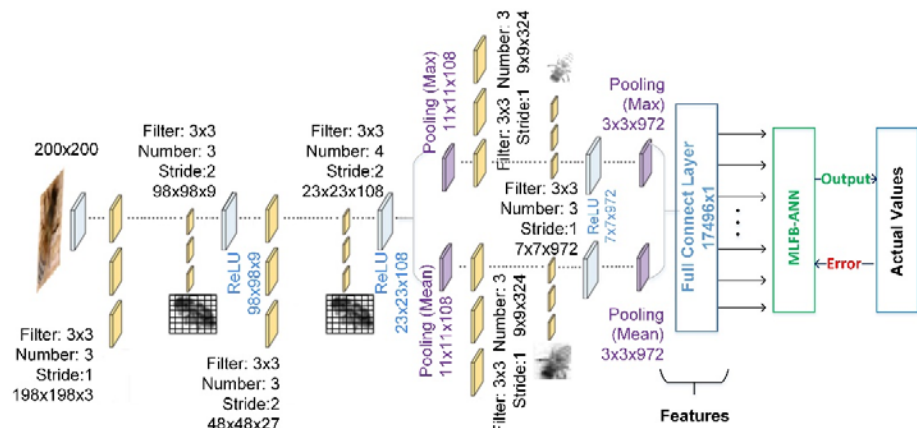 200x200
Filter: 3x3
Number: 3
Stride:1
198x198x3
Filter: 3x3
Number: 3
Stride:2
98x98x9
ReLU
98x98x9
Filter: 3x3
Number: 3
Stride:2
48x48x27
Filter: 3x3
Number: 4
Stride:2
23x23x108
ReLU
23x23x108
Pooling (Max)
11x11x108
Filter: 3x3 Number: 3
Stride:1 9x9x324
Pooling (Mean)
11x11x108
Filter: 3x3 Number: 3
Stride:1 9x9x324
Filter: 3x3
Number: 3
Stride:1
7x7x972
ReLU
7x7x972
Pooling
(Max)
3x3x972
Pooling
(Mean)
3x3x972
Full Connect Layer
17496x1
Features
MLFB-ANN
Output
Error
Actual Values